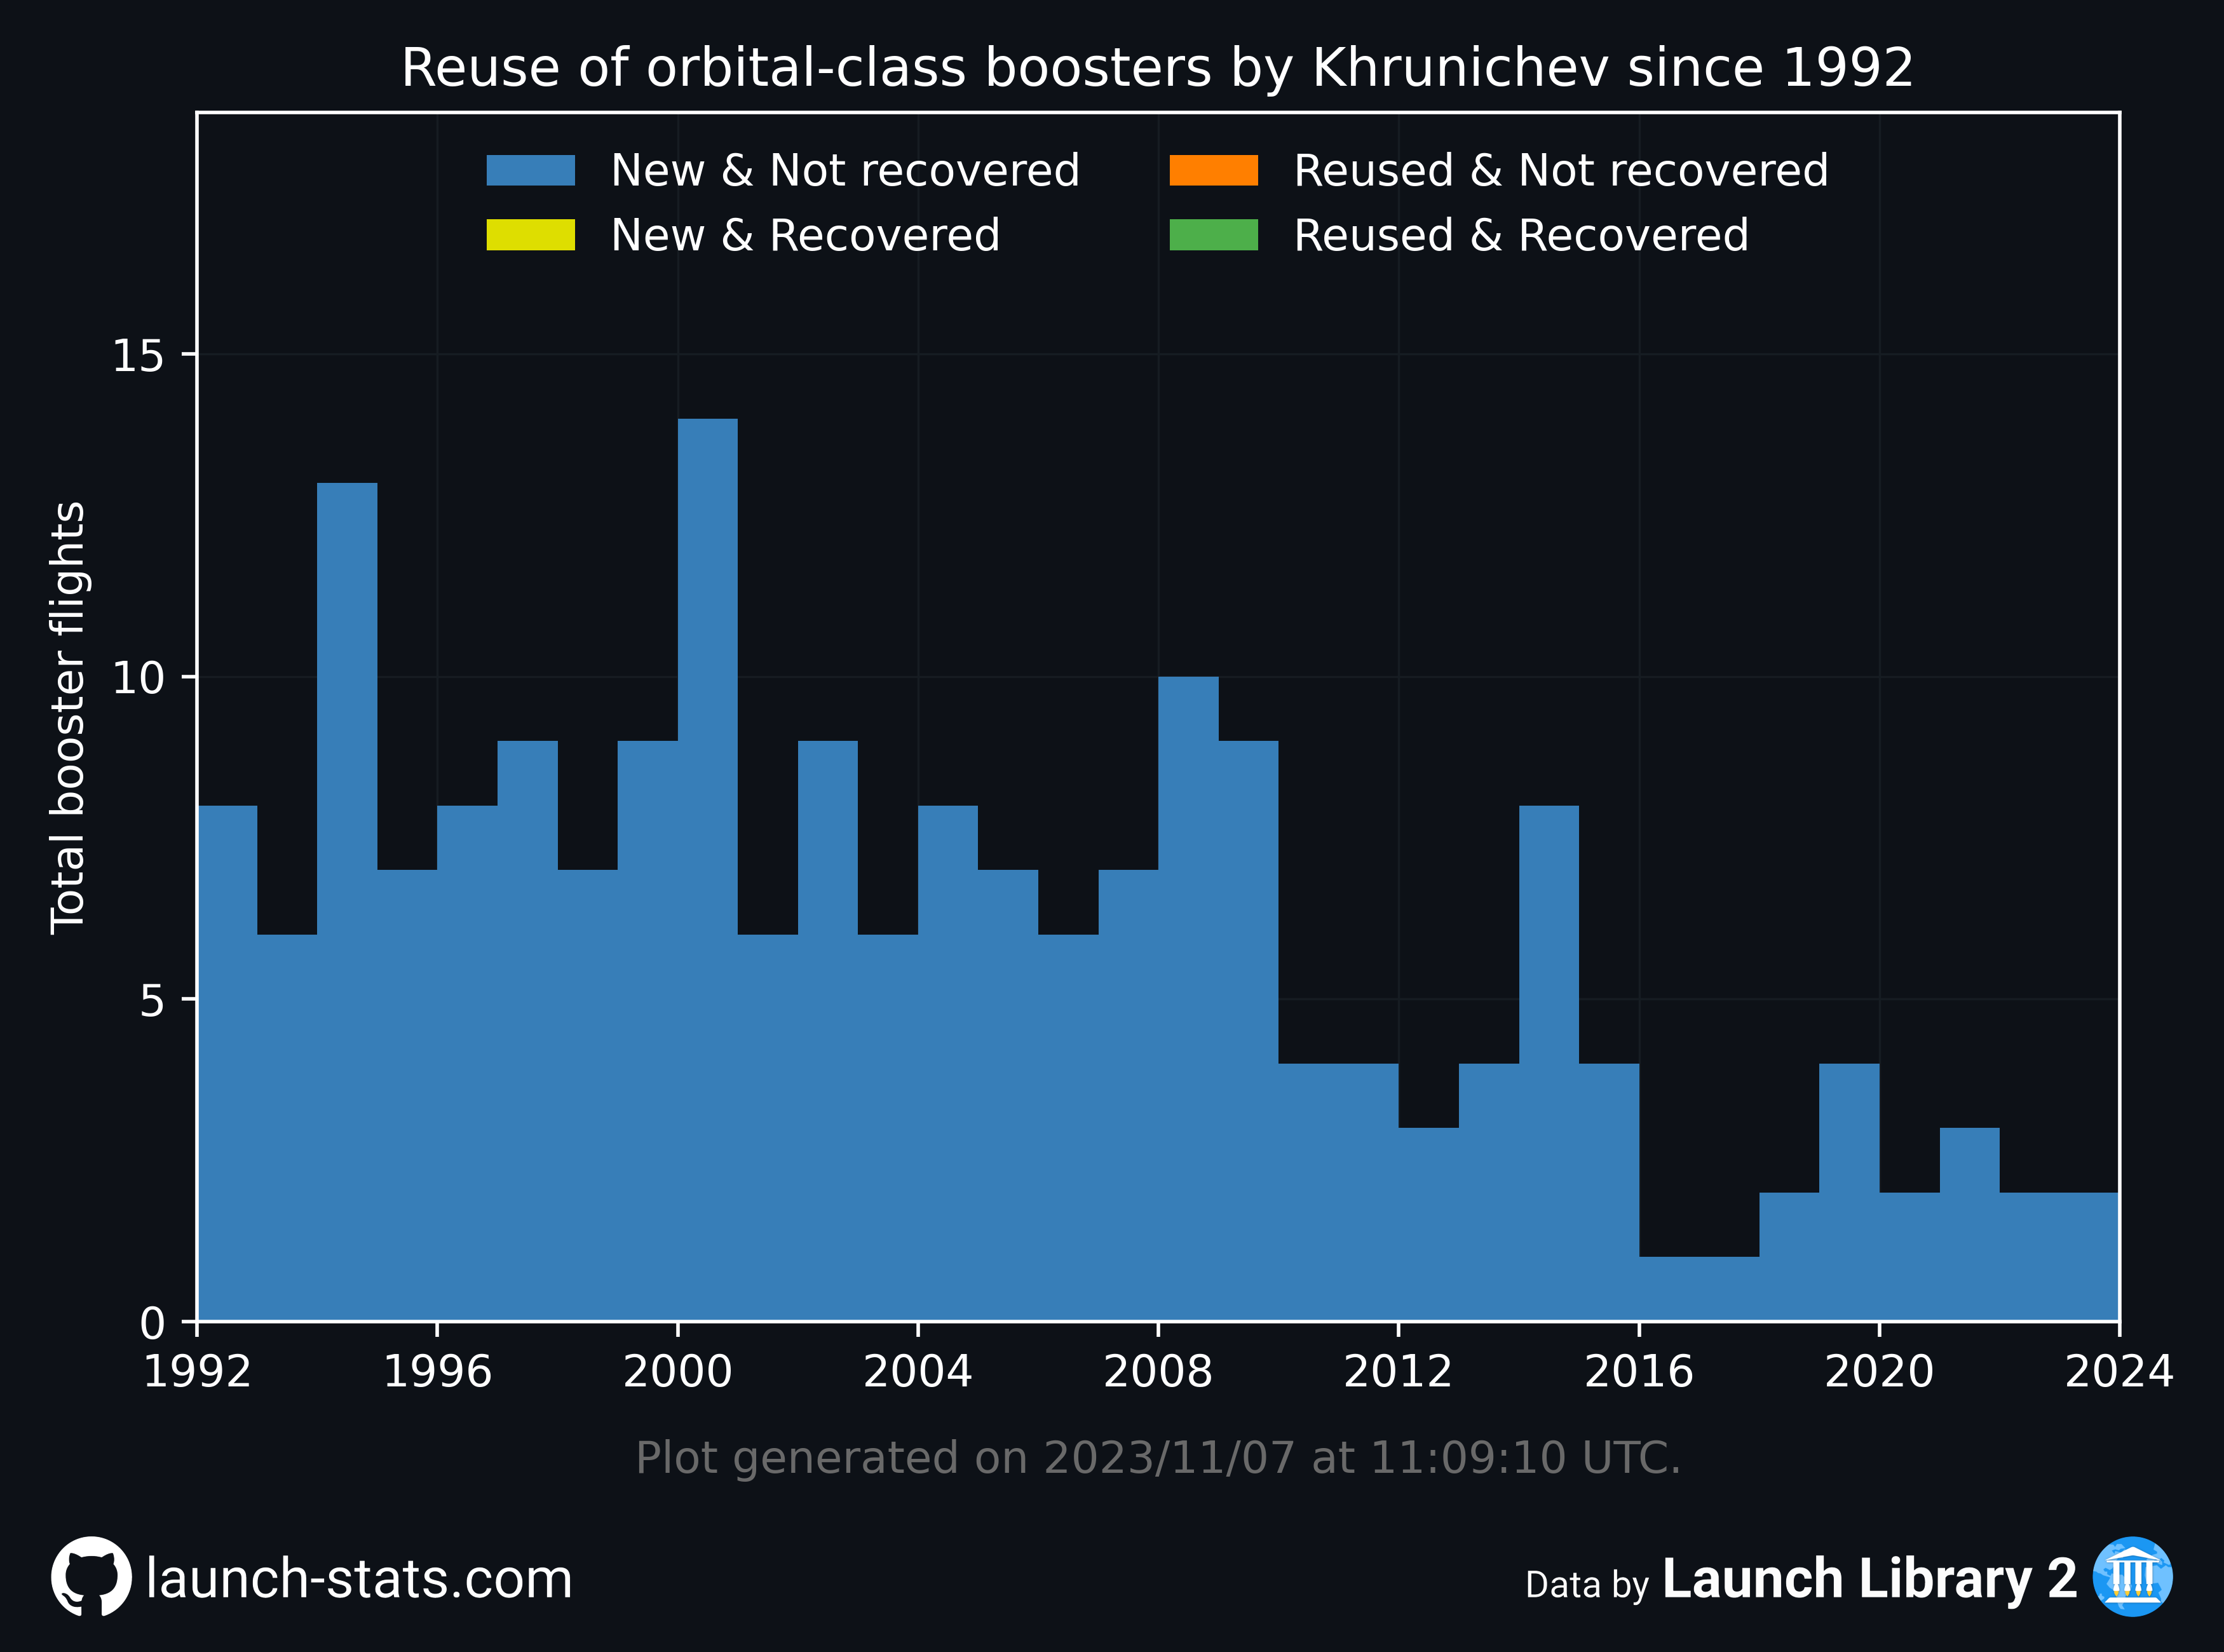 Reuse of orbital-class boosters by Khrunichev since 1992
New & Not recovered
Reused & Not recovered
New & Recovered
Reused & Recovered
Total booster flights
15
10
5
0
1992 1996 2000 2004 2008 2012 2016 2020 2024
Plot generated on 2023/11/07 at 11:09:10 UTC.
launch-stats.com
Data by Launch Library 2